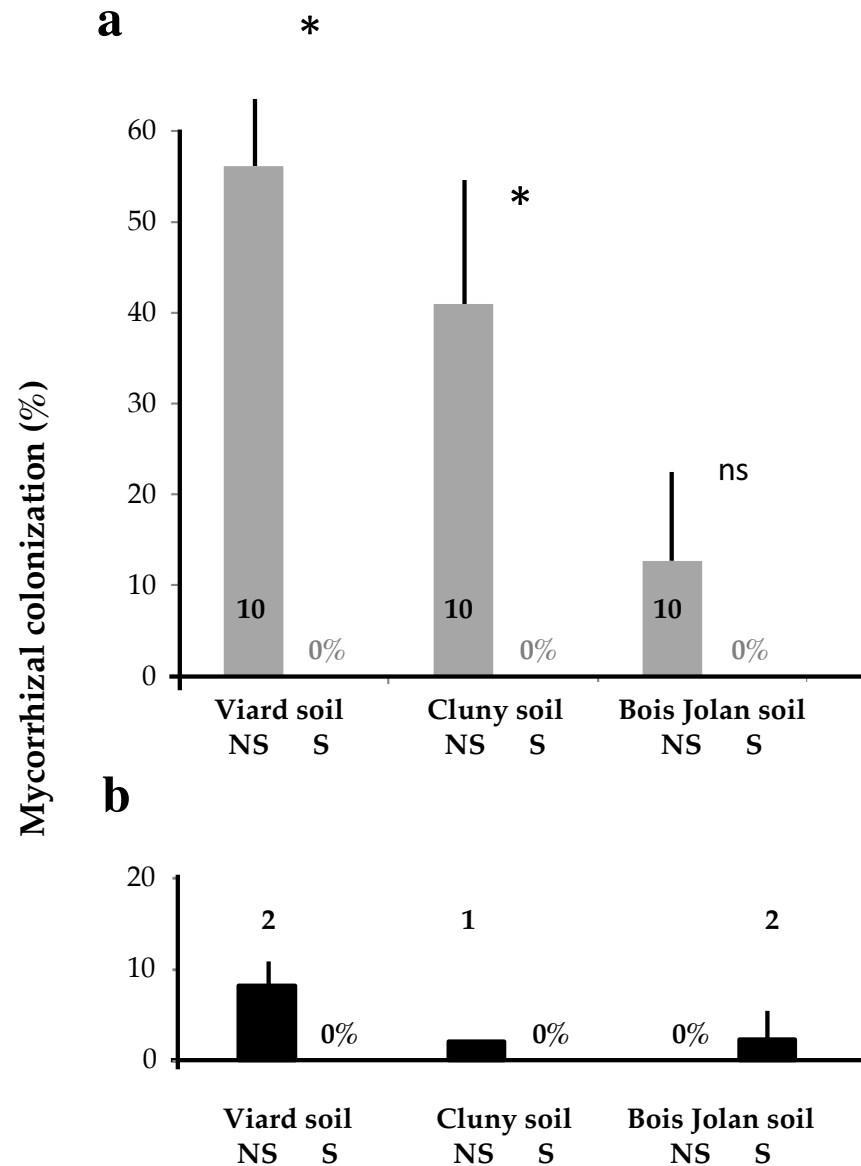 a
*
60
50
*
40
30
20
ns
10
10 10 10
0% 0% 0%
0
Viard soil Cluny soil Bois Jolan soil
NS S NS S NS S
Mycorrhizal colonization (%)
b
20
2 1 2
10
0% 0% 0%
0
Viard soil Cluny soil Bois Jolan soil
NS S NS S NS S